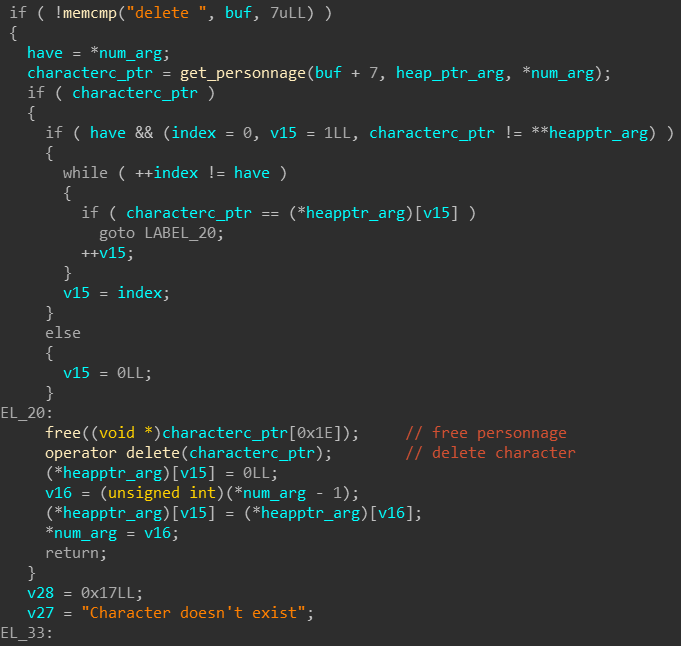 if ( !memcmp("delete ", buf, 7uLL) )
{
have = *num_arg;
characterc_ptr = get_personnage(buf + 7, heap_ptr_arg, *num_arg);
if ( characterc_ptr )
{
if ( have && (index = 0, v15 = 1LL, characterc_ptr != **heapptr_arg) )
{
while ( ++index != have )
{
if ( characterc_ptr == (*heapptr_arg)[v15] )
goto LABEL_20;
++v15;
}
v15 = index;
}
else
{
v15 = 0LL;
}
EL_20:
free((void *)characterc_ptr[0x1E]); // free personnage
operator delete(characterc_ptr); // delete character
(*heapptr_arg)[v15] = 0LL;
v16 = (unsigned int)(*num_arg - 1);
(*heapptr_arg)[v15] = (*heapptr_arg)[v16];
*num_arg = v16;
return;
}
v28 = 0x17LL;
v27 = "Character doesn't exist";
EL_33: